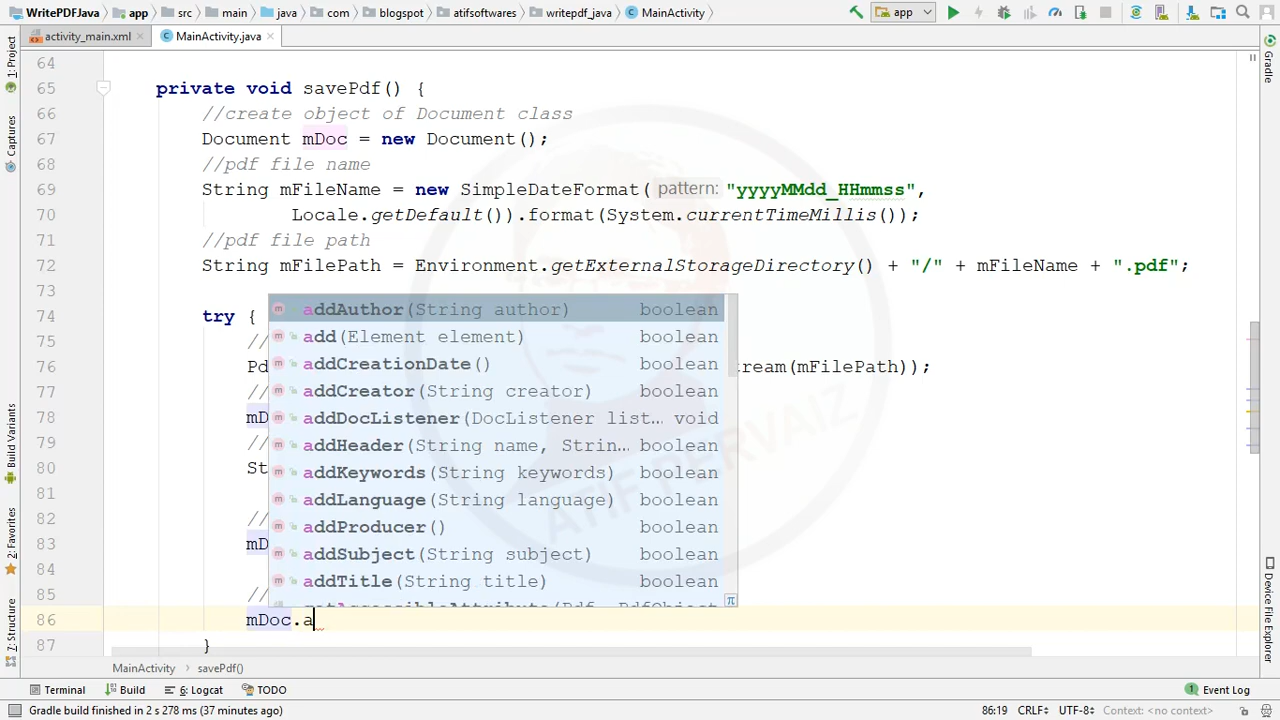 WritePDFJava app src main java com blogspot atifsoftwares writepdf_java MainActivity app
activity_main.xml MainActivity.java
1: Project
Captures
Build Variants
2: Favorites
Z: Structure
Gradle
Device File Explorer
64
65 private void savePdf() {
66 //create object of Document class
67 Document mDoc = new Document();
68 //pdf file name
69 String mFileName = new SimpleDateFormat( pattern: "yyyyMMdd_HHmmss",
70 Locale.getDefault()).format(System.currentTimeMillis());
71 //pdf file path
72 String mFilePath = Environment.getExternalStorageDirectory() + "/" + mFileName + ".pdf";
73
74 try {
75 //
76 Pd tream(mFilePath));
77 //
78 mD
79 //
80 St
81
82 //
83 mD
84
85 //
86 mDoc.a
87 }
addAuthor(String author) boolean
add(Element element) boolean
addCreationDate() boolean
addCreator(String creator) boolean
addDocListener(DocListener list… void
addHeader(String name, Strin… boolean
addKeywords(String keywords) boolean
addLanguage(String language) boolean
addProducer() boolean
addSubject(String subject) boolean
addTitle(String title) boolean
π
ATIF PERVAIZ
MainActivity savePdf()
Terminal Build 6: Logcat TODO 1 Event Log
Gradle build finished in 2 s 278 ms (37 minutes ago) 86:19 CRLF UTF-8 Context: <no context>